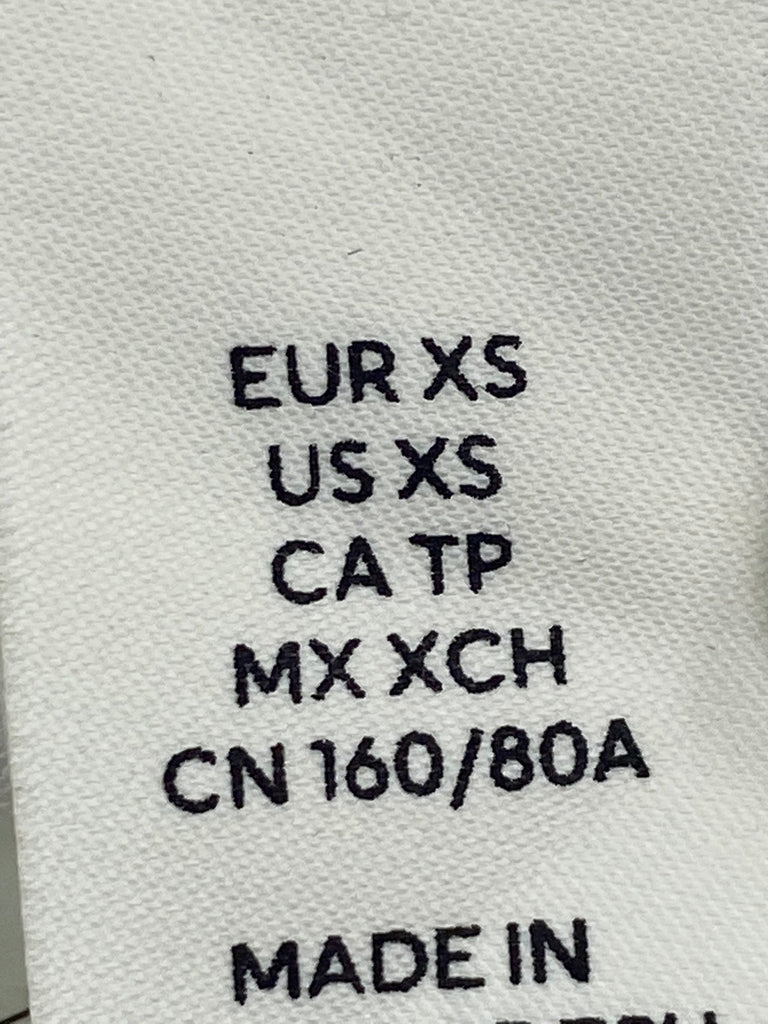 EUR XS
US XS
CA TP
MX XCH
CN 160/80A
MADE IN